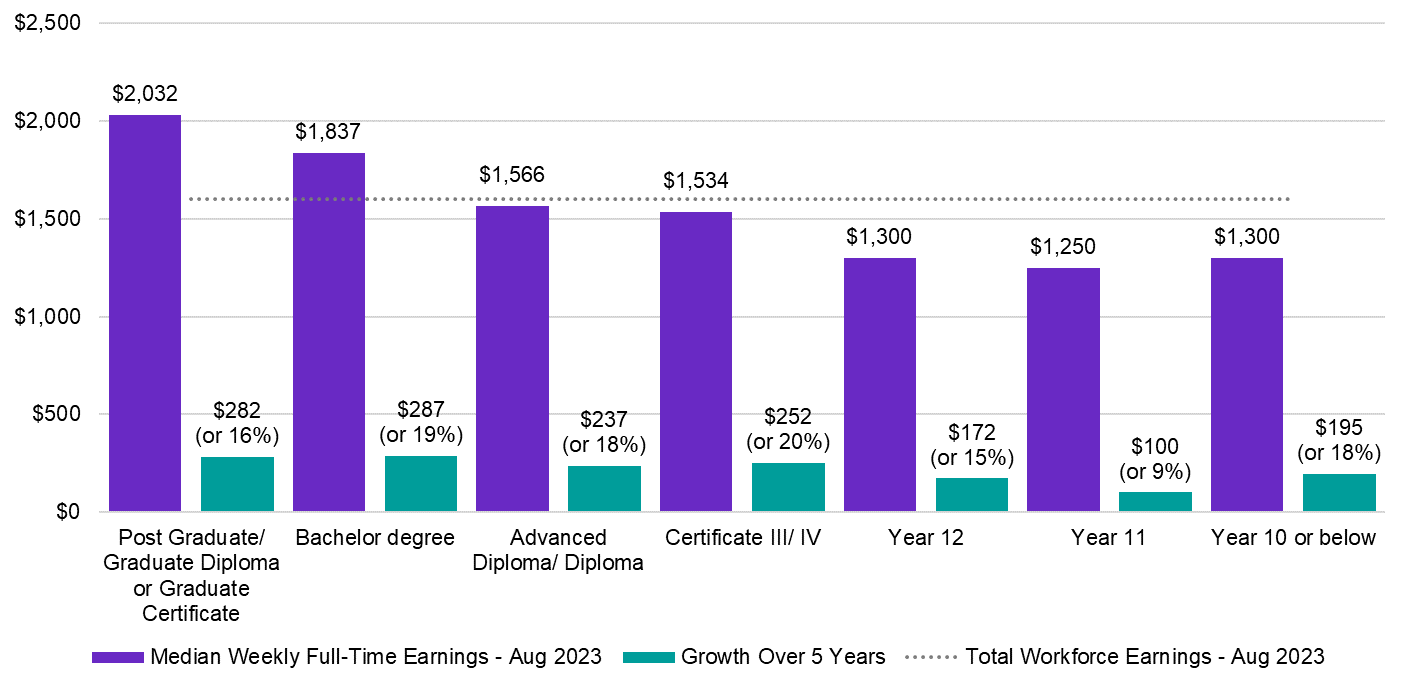 $2,500
$2,000
$1,500
$1,000
$500
$0
$2,032
$282
(or 16%)
$1,837
$287
(or 19%)
$1,566
$237
(or 18%)
$1,534
$252
(or 20%)
$1,300
$172
(or 15%)
$1,250
$100
(or 9%)
$1,300
$195
(or 18%)
Post Graduate/
Graduate Diploma
or Graduate
Certificate
Bachelor degree
Advanced
Diploma/ Diploma
Certificate III/ IV
Year 12
Year 11
Year 10 or below
Median Weekly Full-Time Earnings - Aug 2023
Growth Over 5 Years
Total Workforce Earnings - Aug 2023